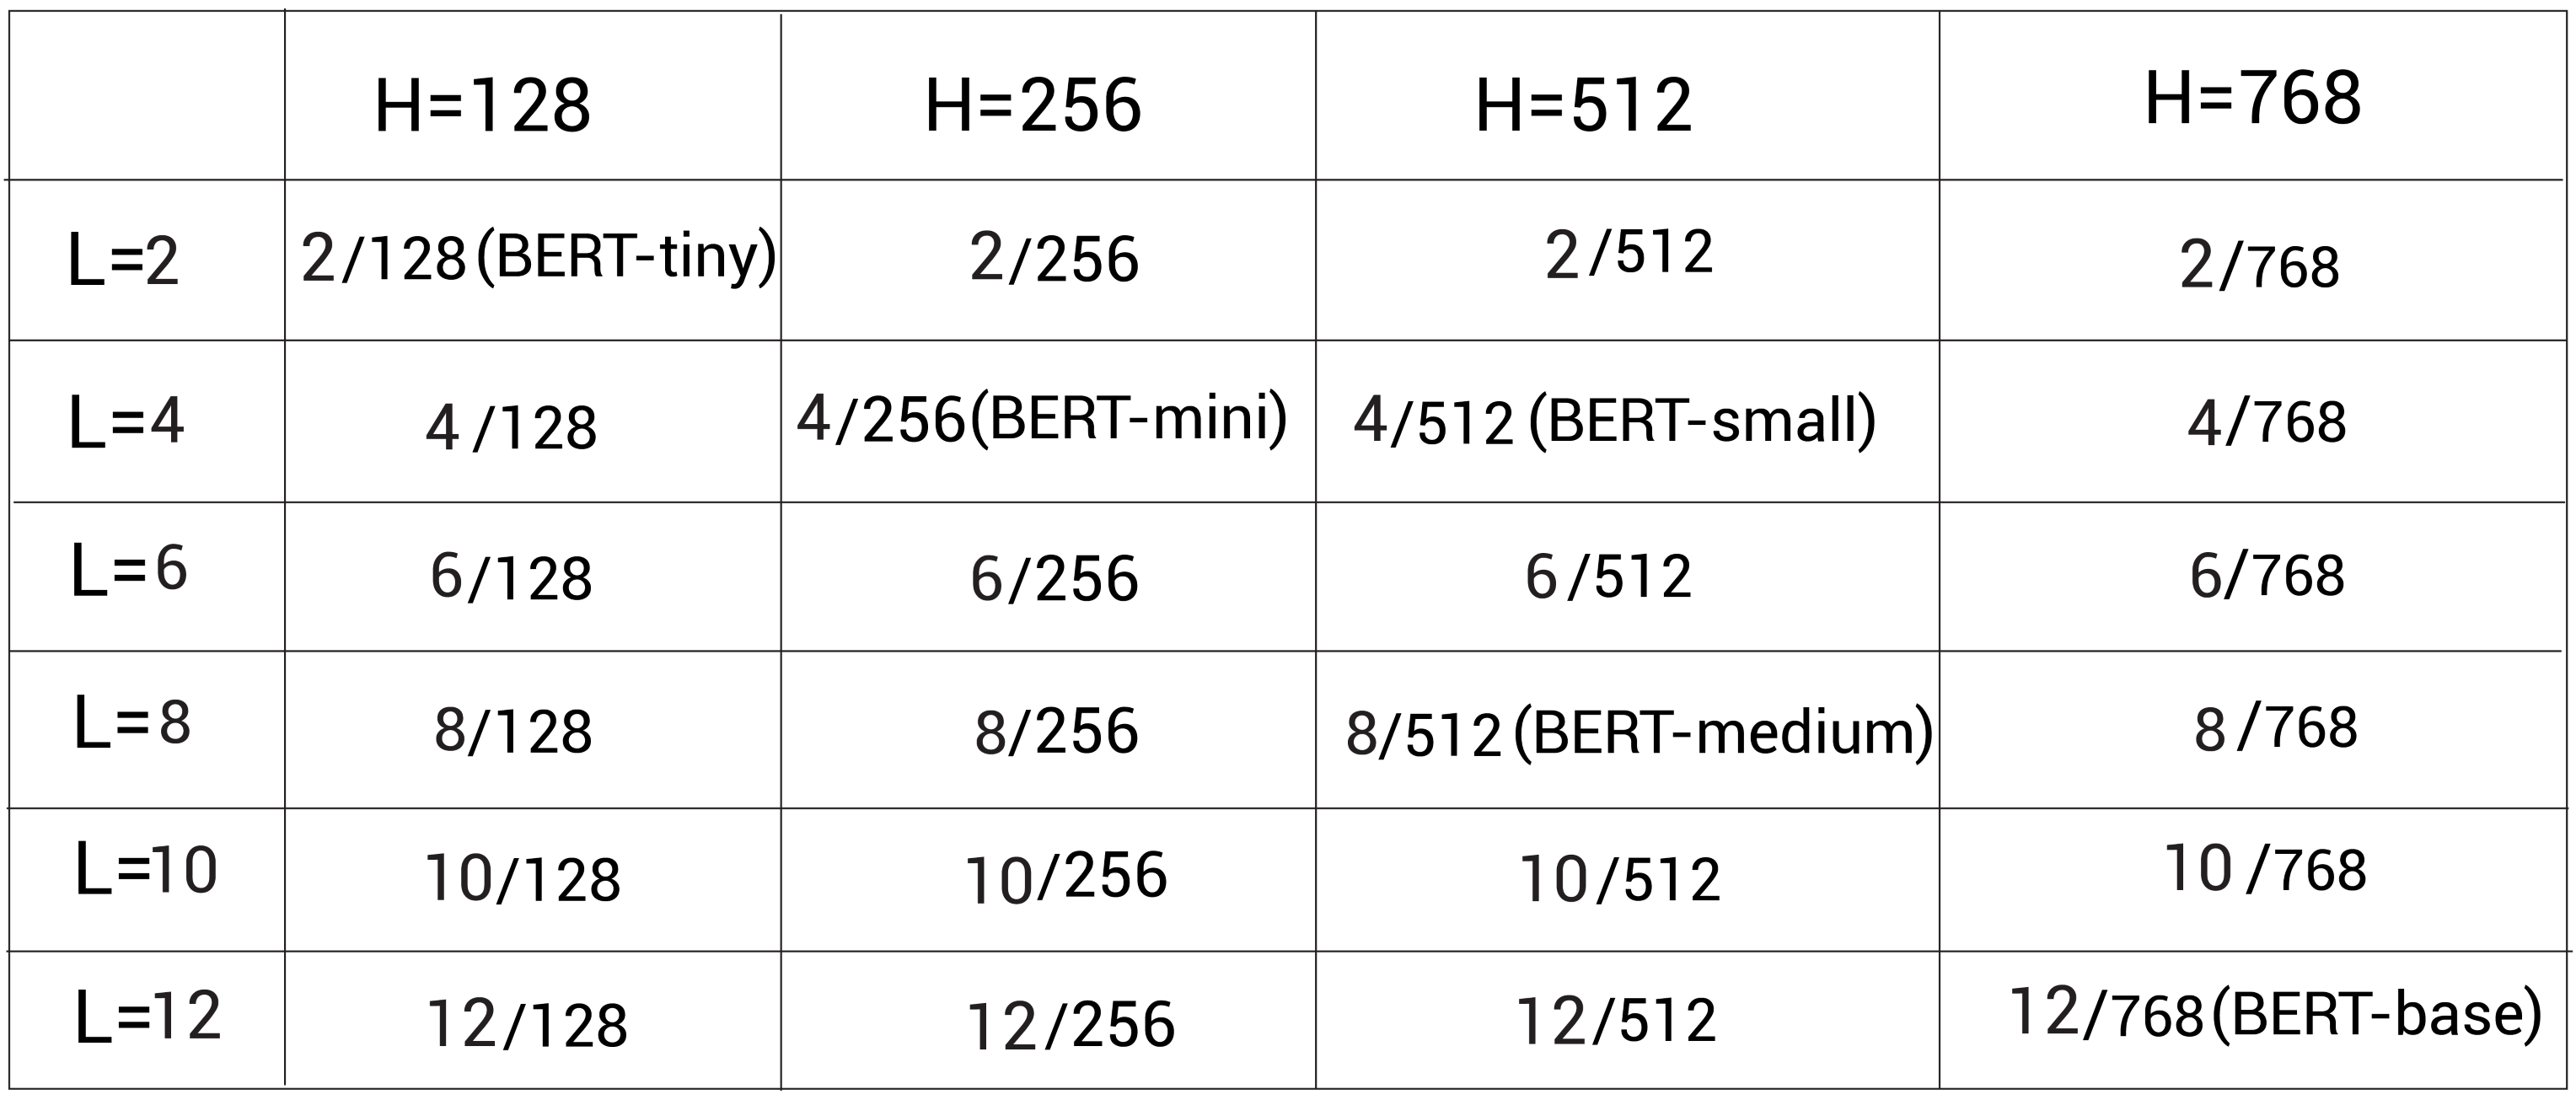 H=128 H=256 H=512 H=768
L=2 2/128(BERT-tiny) 2/256 2/512 2/768
L=4 4/128 4/256(BERT-mini) 4/512 (BERT-small) 4/768
L=6 6/128 6/256 6/512 6/768
L=8 8/128 8/256 8/512 (BERT-medium) 8/768
L=10 10/128 10/256 10/512 10/768
L=12 12/128 12/256 12/512 12/768(BERT-base)